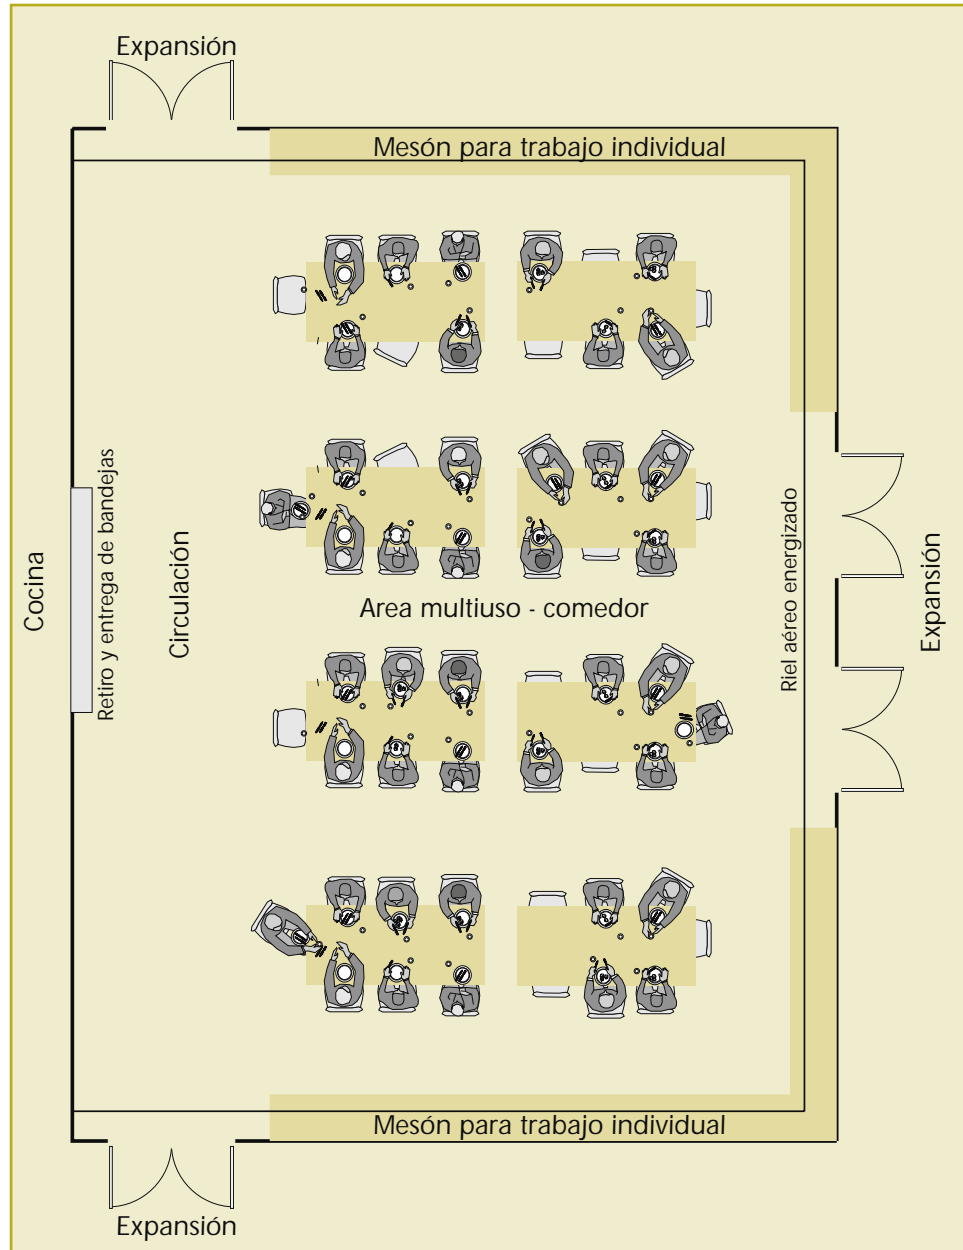 Expansión
Mesón para trabajo individual
Cocina
Retiro y entrega de bandejas
Circulación
Area multiuso - comedor
Riel aéreo energizado
Expansión
Mesón para trabajo individual
Expansión